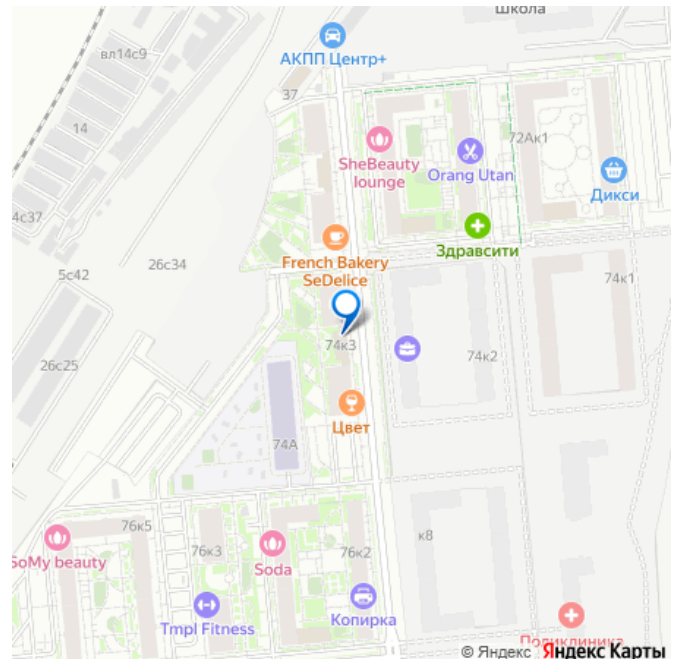 школа
вл14с9
АКПП Центр+
37
14
72Ак1
SheBeauty
lounge
Orang Utan
Дикси
4с37
Здравсити
French Bakery
SeDelice
5с42
26с34
74к1
74к3
74к2
26с25
Цвет
74А
76к5
76к3
76к2
к8
SoMy beauty
Soda
Tmpl Fitness
Копирка
Поликлиника
© Яндекс Яндекс Карты